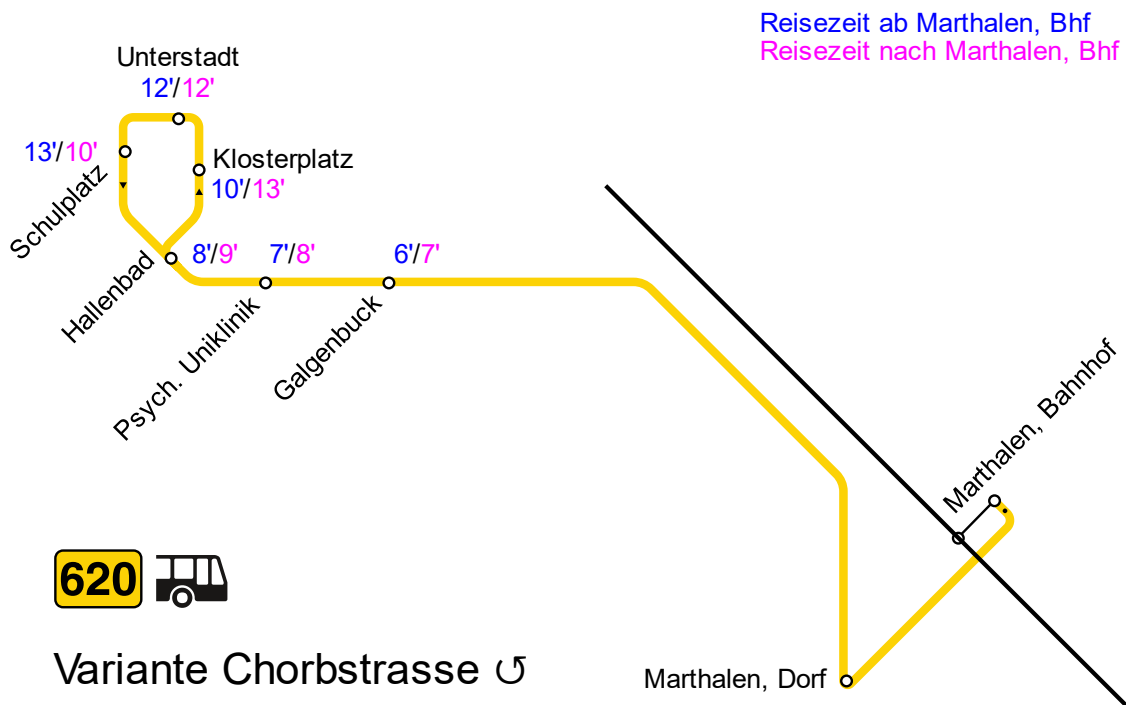 Reisezeit ab Marthalen, Bhf
Reisezeit nach Marthalen, Bhf
Unterstadt
12'/12'
13'/10'
Schulplatz
Klosterplatz
10'/13'
Hallenbad
8'/9'
7'/8'
Psych. Uniklinik
6'/7'
Galgenbuck
Marthalen, Bahnhof
620
Variante Chorbstrasse ↺
Marthalen, Dorf